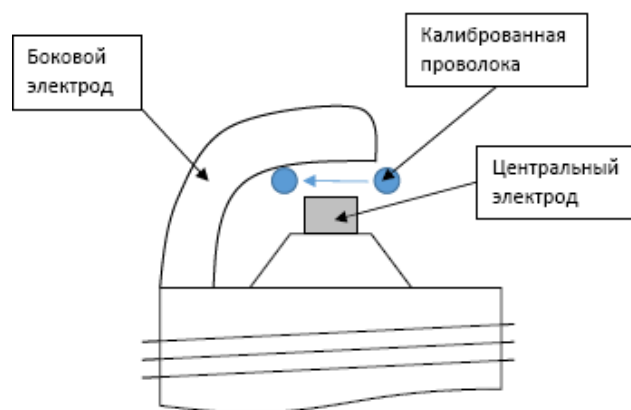 Боковой
электрод
Калиброванная
проволока
Центральный
электрод